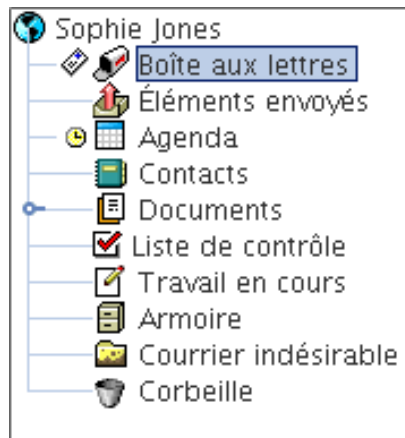 Sophie Jones
Boîte aux lettres
Éléments envoyés
Agenda
Contacts
Documents
Liste de contrôle
Travail en cours
Armoire
Courrier indésirable
Corbeille